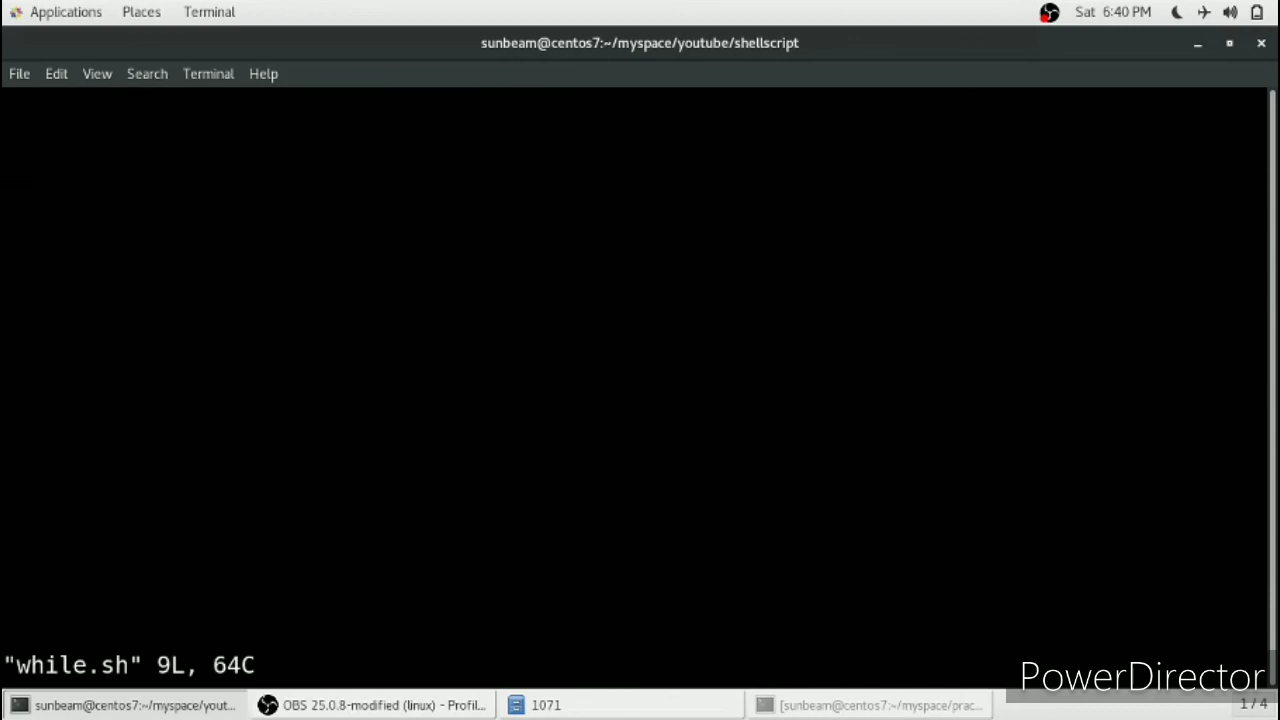 Applications Places Terminal Sat 6:40 PM
sunbeam@centos7:~/myspace/youtube/shellscript
File Edit View Search Terminal Help
"while.sh" 9L, 64C
PowerDirector
sunbeam@centos7:~/myspace/yout... OBS 25.0.8-modified (linux) - Profil... 1071 [sunbeam@centos7:~/myspace/prac... 1 / 4